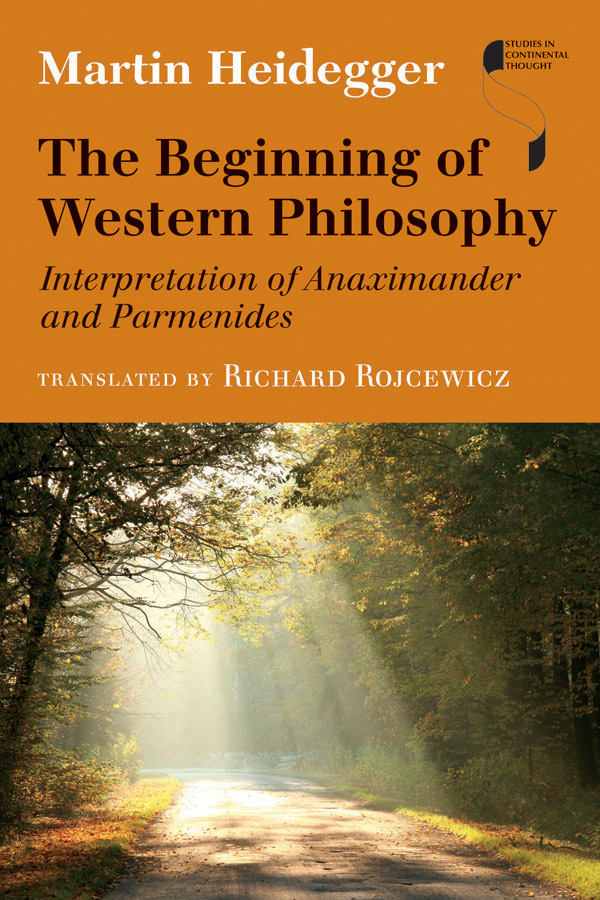 Martin Heidegger
STUDIES IN
CONTINENTAL
THOUGHT
The Beginning of
Western Philosophy
Interpretation of Anaximander
and Parmenides
TRANSLATED BY RICHARD ROJCEWICZ